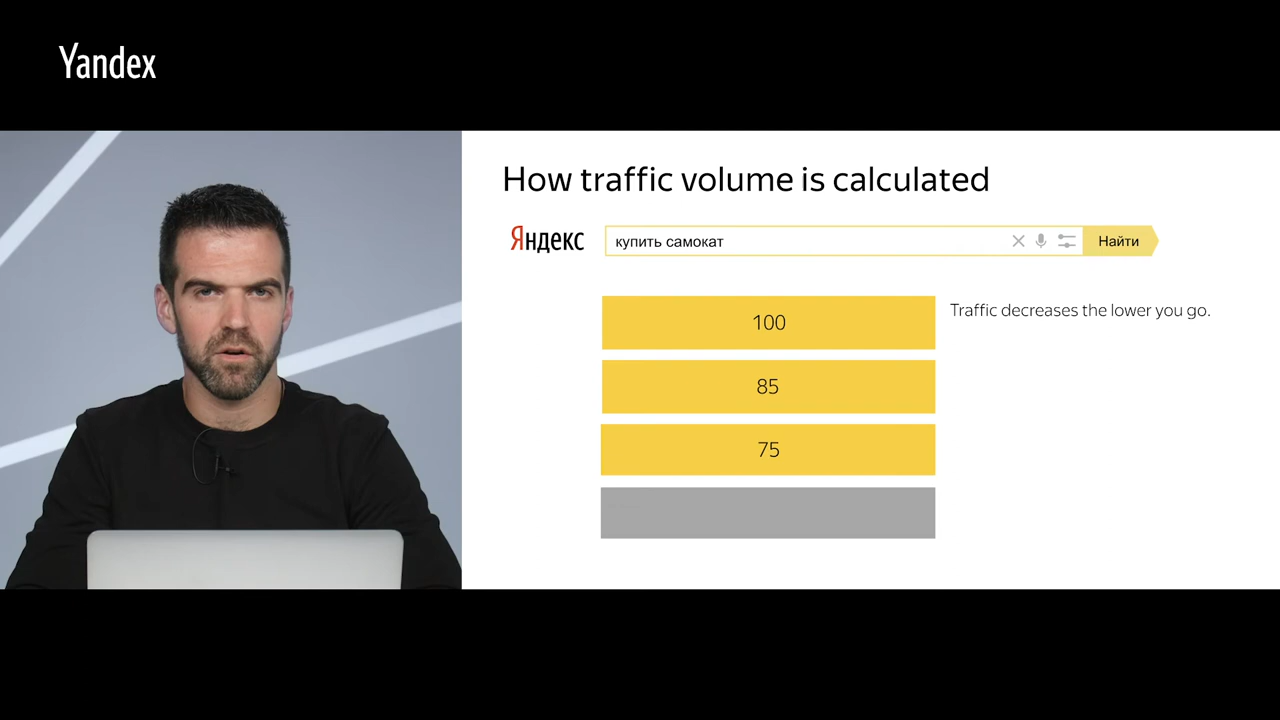 Yandex
How traffic volume is calculated
Яндекс
купить самокат
Найти
100
Traffic decreases the lower you go.
85
75